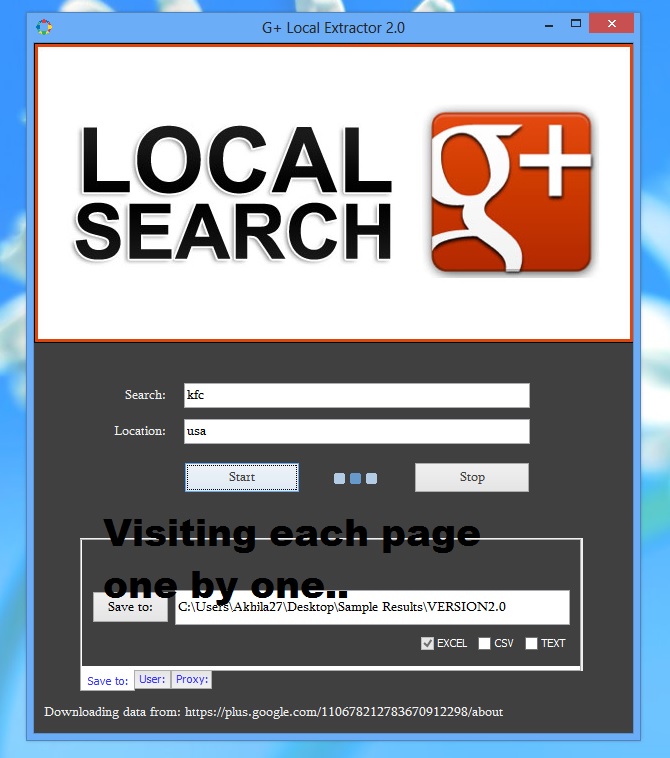 G+ Local Extractor 2.0
LOCAL
SEARCH
g+
Search: kfc
Location: usa
Start Stop
Visiting each page
one by one..
Save to: C:\Users\Akhila27\Desktop\Sample Results\VERSION2.0
EXCEL CSV TEXT
Save to: User: Proxy:
Downloading data from: https://plus.google.com/110678212783670912298/about